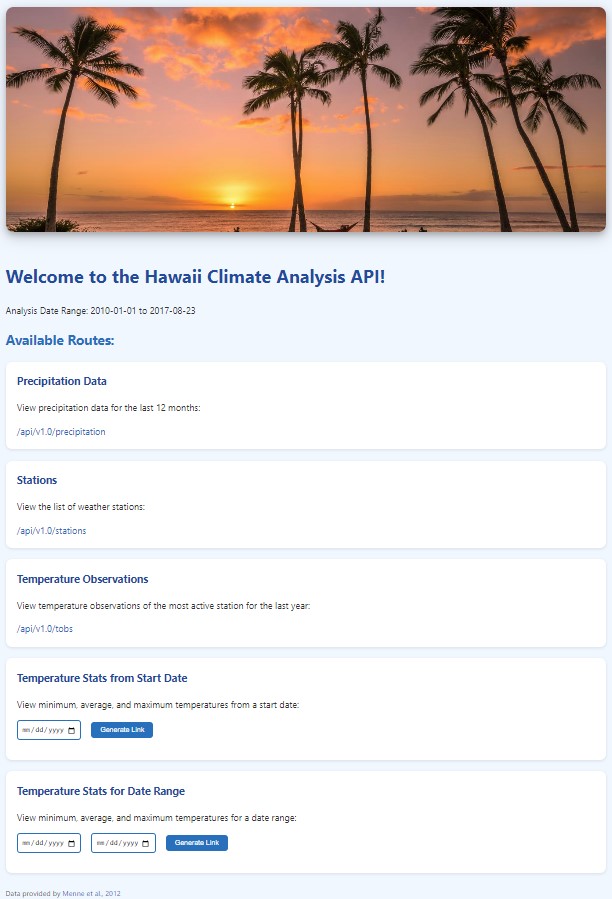 Welcome to the Hawaii Climate Analysis API!
Analysis Date Range: 2010-01-01 to 2017-08-23
Available Routes:
Precipitation Data
View precipitation data for the last 12 months:
/api/v1.0/precipitation
Stations
View the list of weather stations:
/api/v1.0/stations
Temperature Observations
View temperature observations of the most active station for the last year:
/api/v1.0/tobs
Temperature Stats from Start Date
View minimum, average, and maximum temperatures from a start date:
mm/dd/yyyy Generate Link
Temperature Stats for Date Range
View minimum, average, and maximum temperatures for a date range:
mm/dd/yyyy mm/dd/yyyy Generate Link
Data provided by Menne et al., 2012